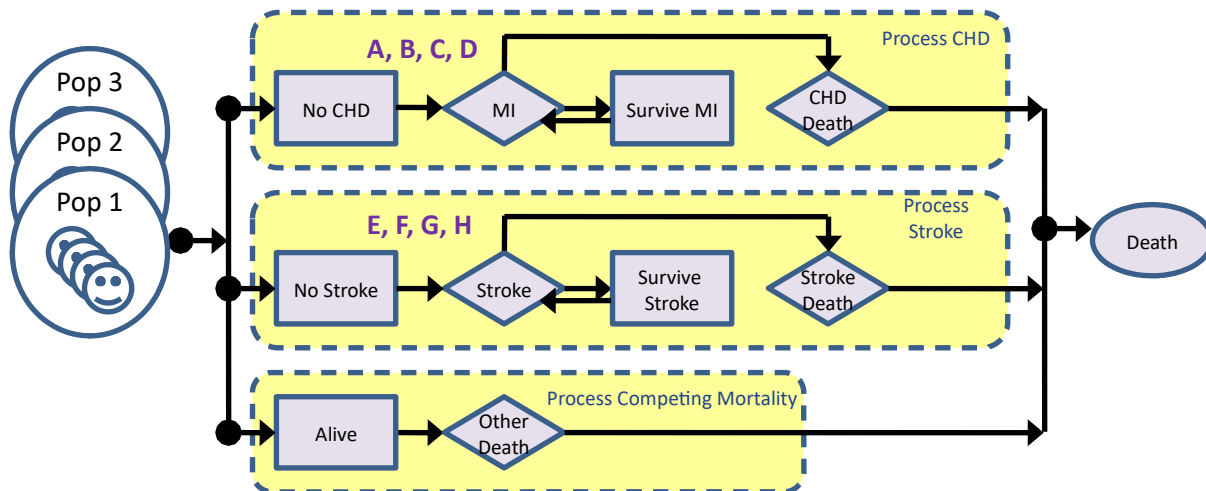 Pop 3
Pop 2
Pop 1
A, B, C, D
Process CHD
No CHD
MI
Survive MI
CHD
Death
E, F, G, H
Process
Stroke
No Stroke
Stroke
Survive
Stroke
Stroke
Death
Death
Process Competing Mortality
Alive
Other
Death